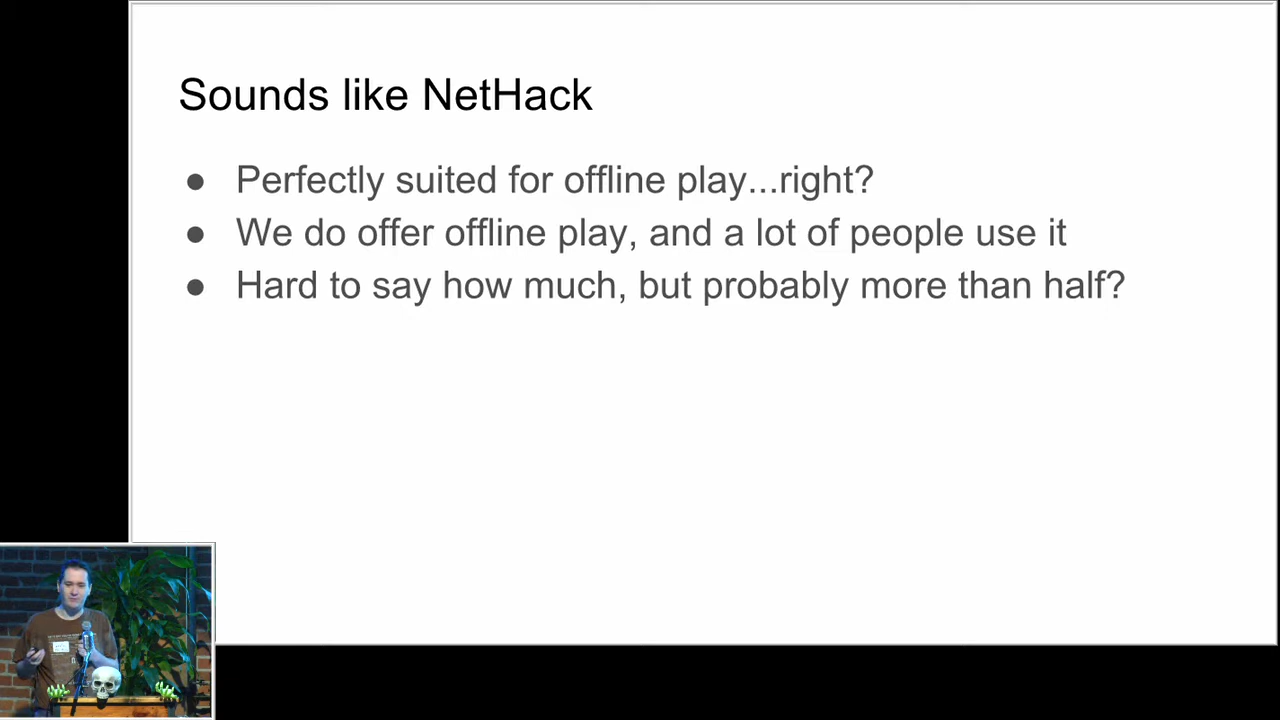 Sounds like NetHack
● Perfectly suited for offline play...right?
● We do offer offline play, and a lot of people use it
● Hard to say how much, but probably more than half?